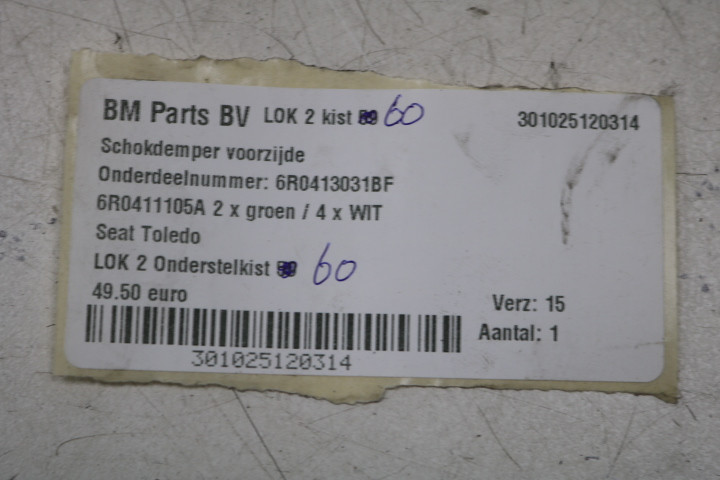 BM Parts BV LOK 2 kist 60 301025120314
Schokdemper voorzijde
Onderdeelnummer: 6R0413031BF
6R0411105A 2 x groen / 4 x WIT
Seat Toledo
LOK 2 Onderstelkist 60
49.50 euro Verz: 15
Aantal: 1
301025120314